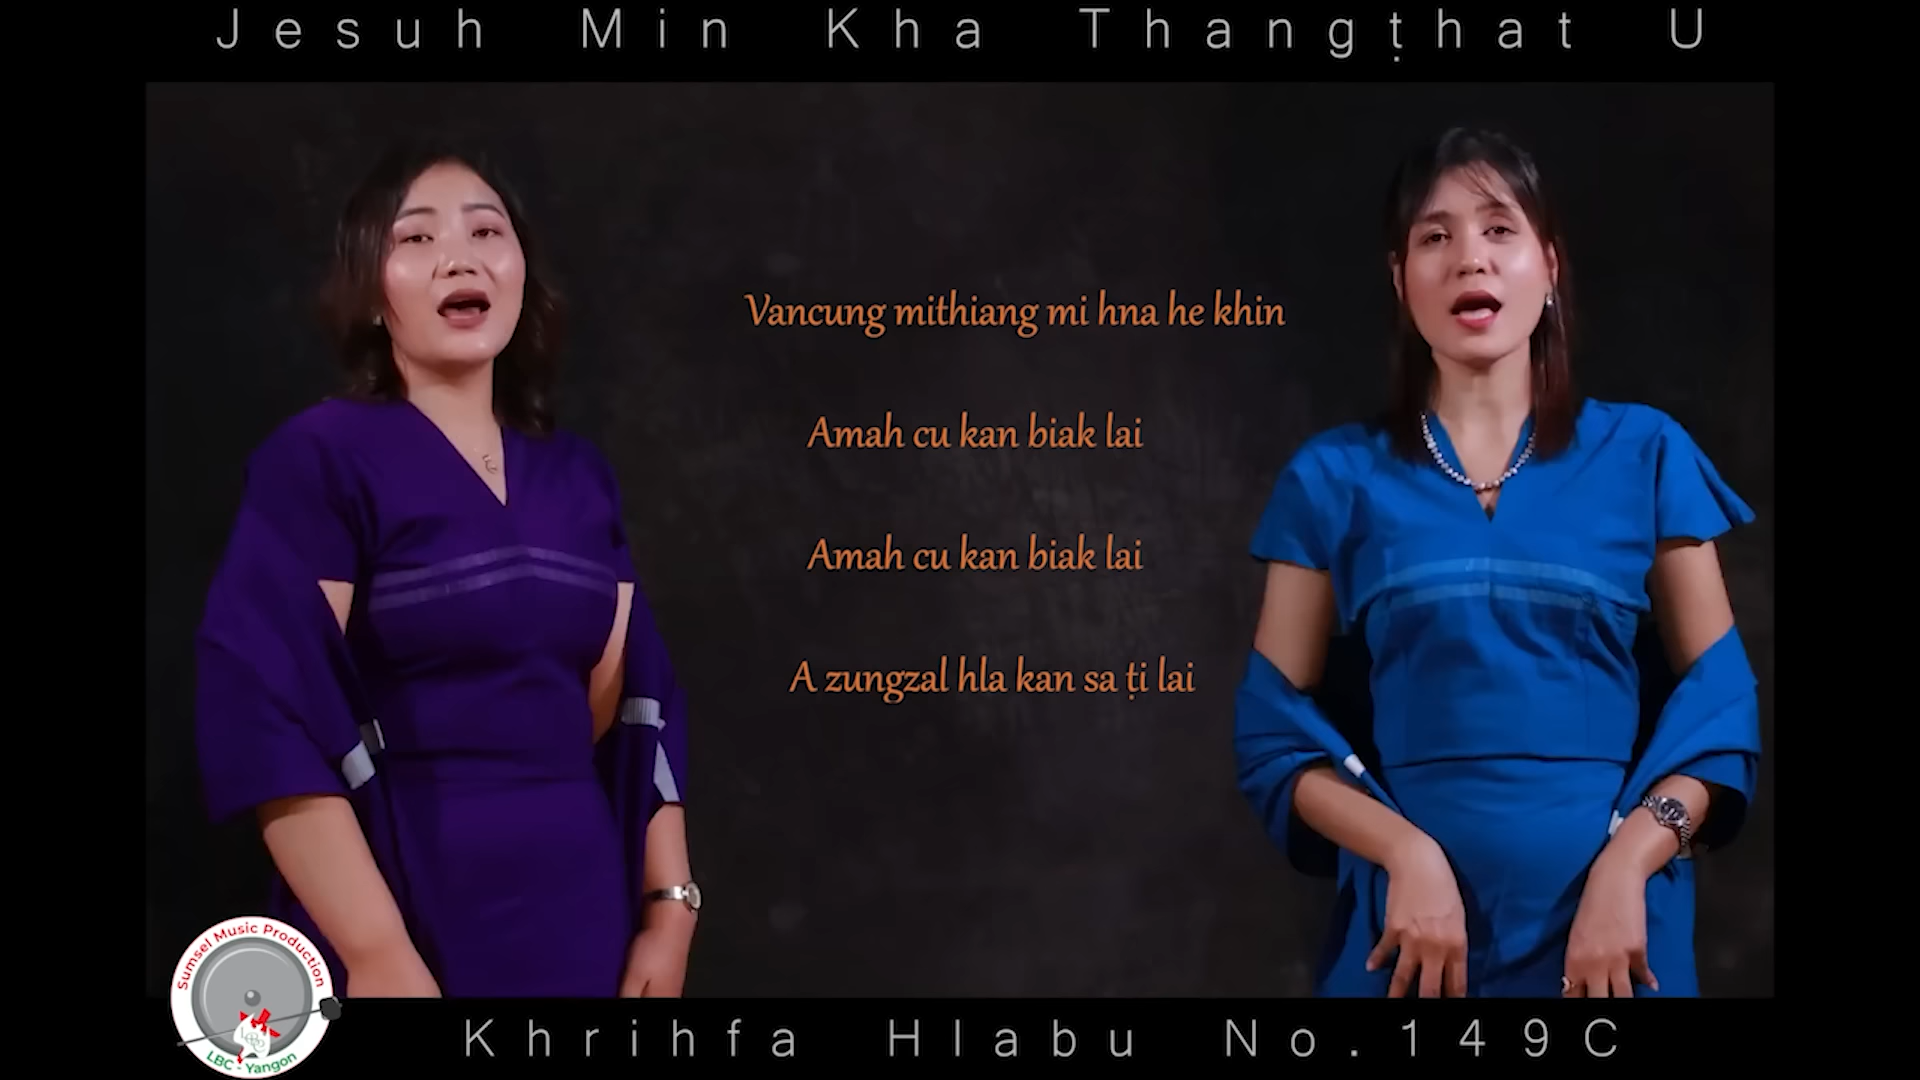 Jesuh Min Kha Thangṭhat U
Vancung mithiang mi hna he khin
Amah cu kan biak lai
Amah cu kan biak lai
A zungzal hla kan sa ṭi lai
Sumsel Music Production
LBC - Yangon
Khrihfa Hlabu No.149C